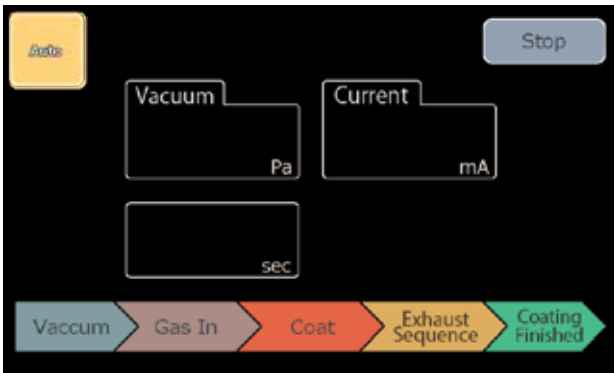 Auto
Stop
Vacuum
Current
Pa
mA
sec
Vaccum
Gas In
Coat
Exhaust
Sequence
Coating
Finished